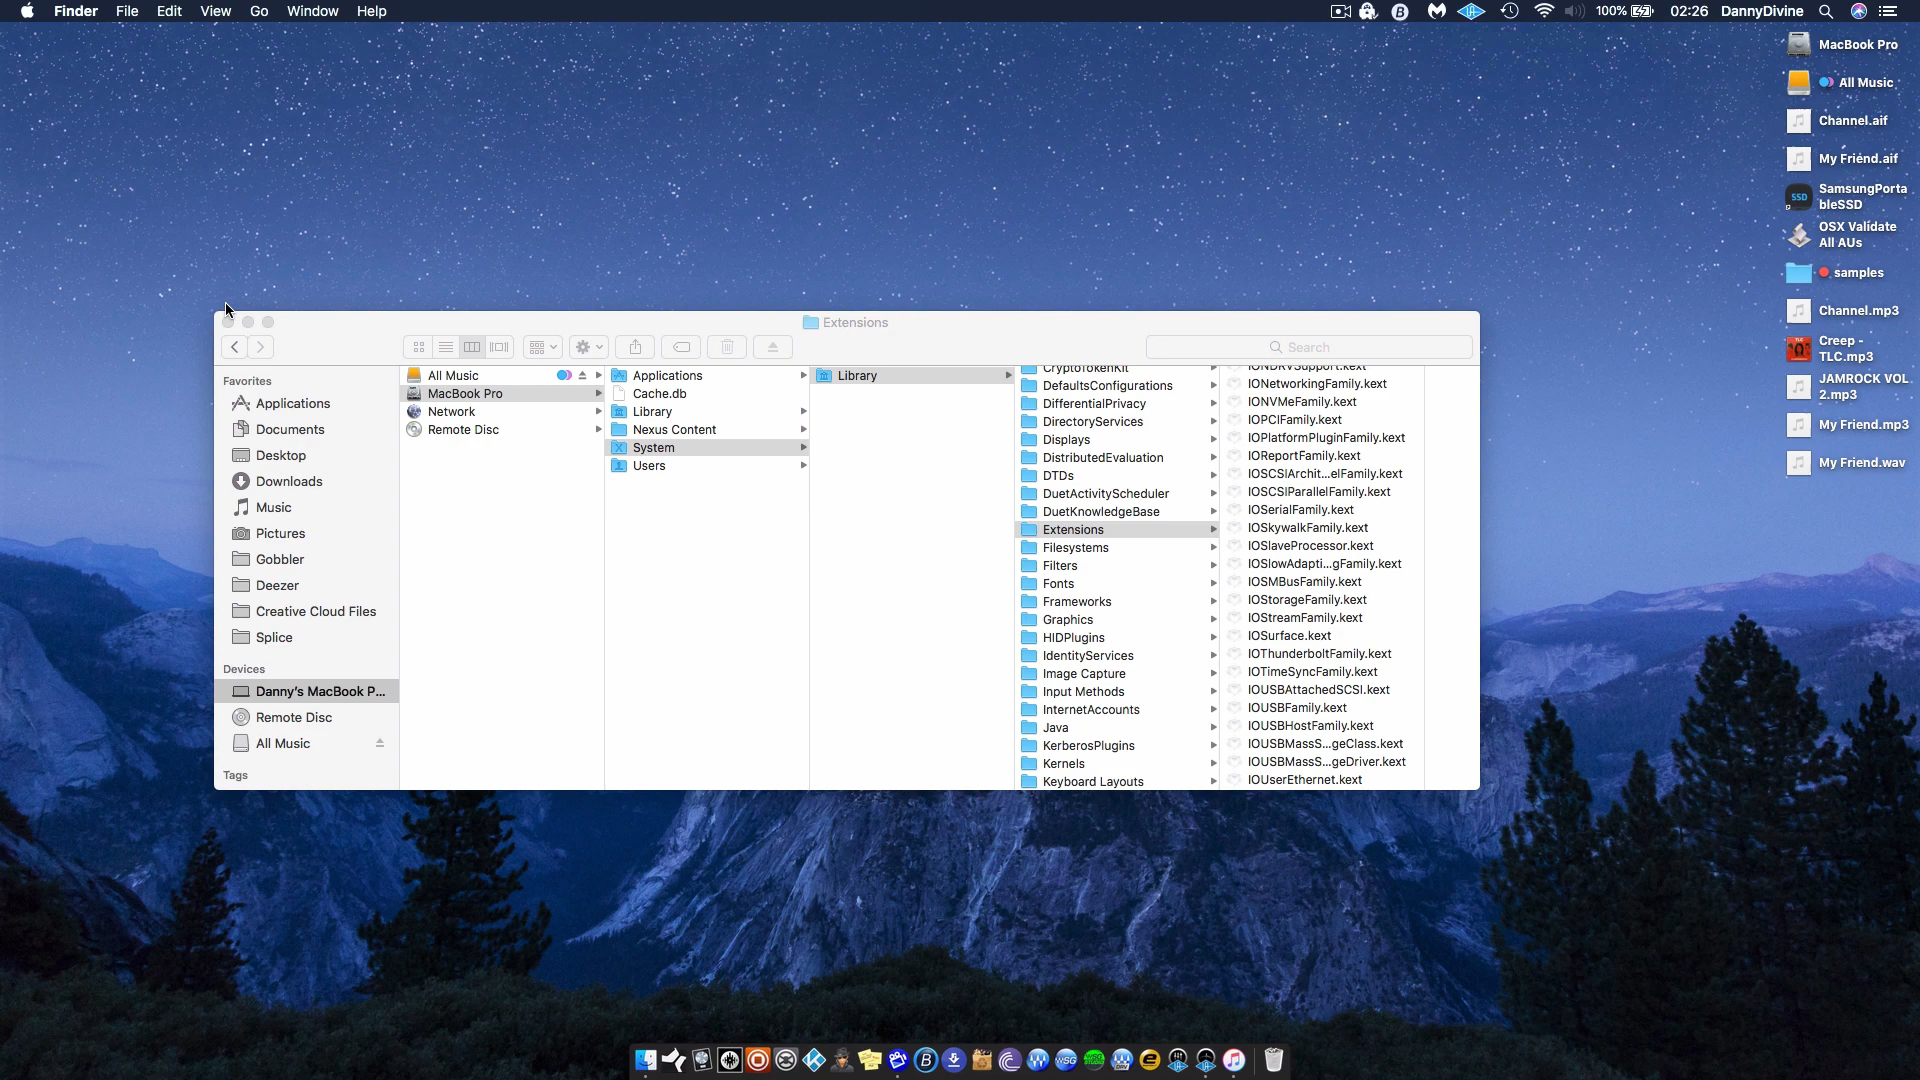 Finder File Edit View Go Window Help
100% 02:26 DannyDivine
MacBook Pro
All Music
Channel.aif
My Friend.aif
SSD
SamsungPorta
bleSSD
OSX Validate
All AUs
samples
Channel.mp3
Creep -
TLC.mp3
JAMROCK VOL
2.mp3
My Friend.mp3
My Friend.wav
Extensions
Search
Favorites
Applications
Documents
Desktop
Downloads
Music
Pictures
Gobbler
Deezer
Creative Cloud Files
Splice
Devices
Danny's MacBook P...
Remote Disc
All Music
Tags
All Music
MacBook Pro
Network
Remote Disc
Applications
Cache.db
Library
Nexus Content
System
Users
Library
CryptoTokenKit
DefaultsConfigurations
DifferentialPrivacy
DirectoryServices
Displays
DistributedEvaluation
DTDs
DuetActivityScheduler
DuetKnowledgeBase
Extensions
Filesystems
Filters
Fonts
Frameworks
Graphics
HIDPlugins
IdentityServices
Image Capture
Input Methods
InternetAccounts
Java
KerberosPlugins
Kernels
Keyboard Layouts
IONDRVSupport.kext
IONetworkingFamily.kext
IONVMeFamily.kext
IOPCIFamily.kext
IOPlatformPluginFamily.kext
IOReportFamily.kext
IOSCSIArchit...elFamily.kext
IOSCSIParallelFamily.kext
IOSerialFamily.kext
IOSkywalkFamily.kext
IOSlaveProcessor.kext
IOSlowAdapti...gFamily.kext
IOSMBusFamily.kext
IOStorageFamily.kext
IOStreamFamily.kext
IOSurface.kext
IOThunderboltFamily.kext
IOTimeSyncFamily.kext
IOUSBAttachedSCSI.kext
IOUSBFamily.kext
IOUSBHostFamily.kext
IOUSBMassS...geClass.kext
IOUSBMassS...geDriver.kext
IOUserEthernet.kext
WSG